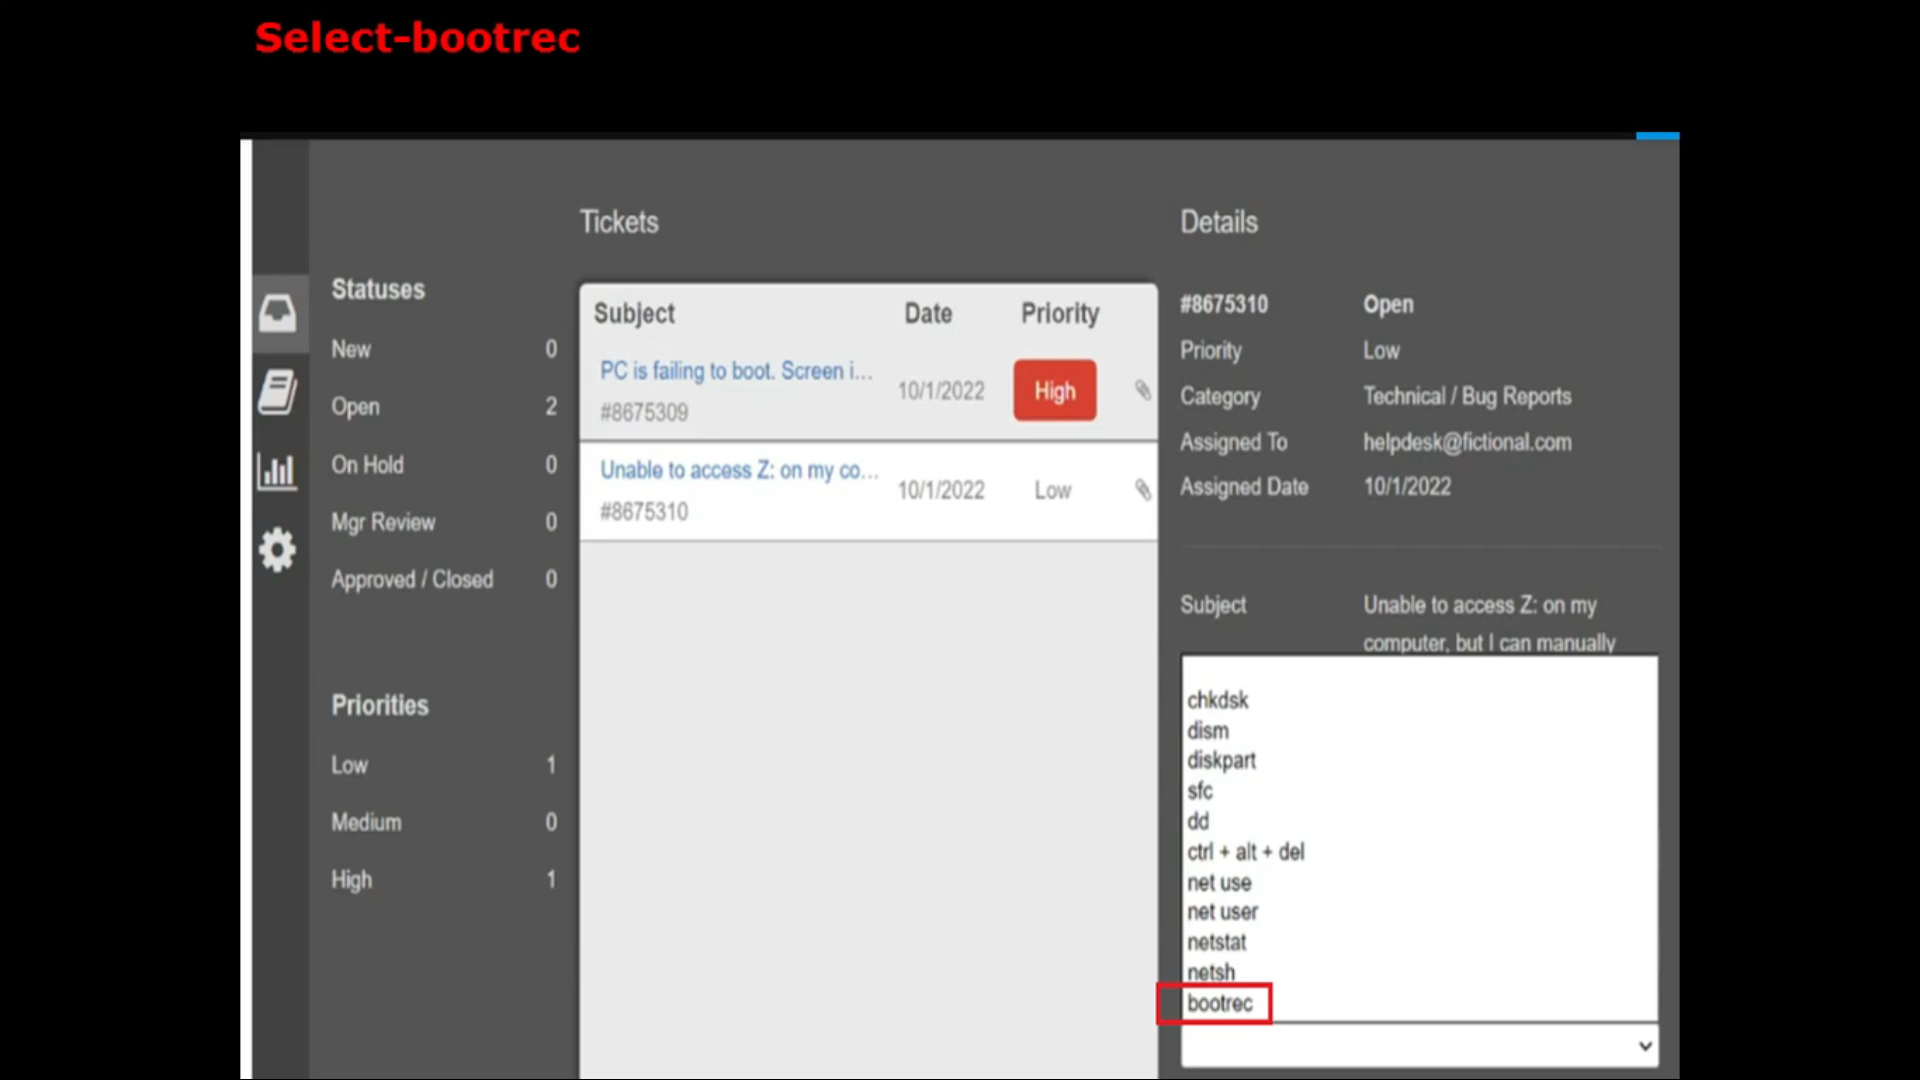 Select-bootrec
Tickets
Details
Statuses
New 0
Open 2
On Hold 0
Mgr Review 0
Approved / Closed 0
Priorities
Low 1
Medium 0
High 1
Subject Date Priority
PC is failing to boot. Screen i...
#8675309
10/1/2022
High
Unable to access Z: on my co...
#8675310
10/1/2022
Low
#8675310 Open
Priority Low
Category Technical / Bug Reports
Assigned To helpdesk@fictional.com
Assigned Date 10/1/2022
Subject Unable to access Z: on my
computer, but I can manually
chkdsk
dism
diskpart
sfc
dd
ctrl + alt + del
net use
net user
netstat
netsh
bootrec